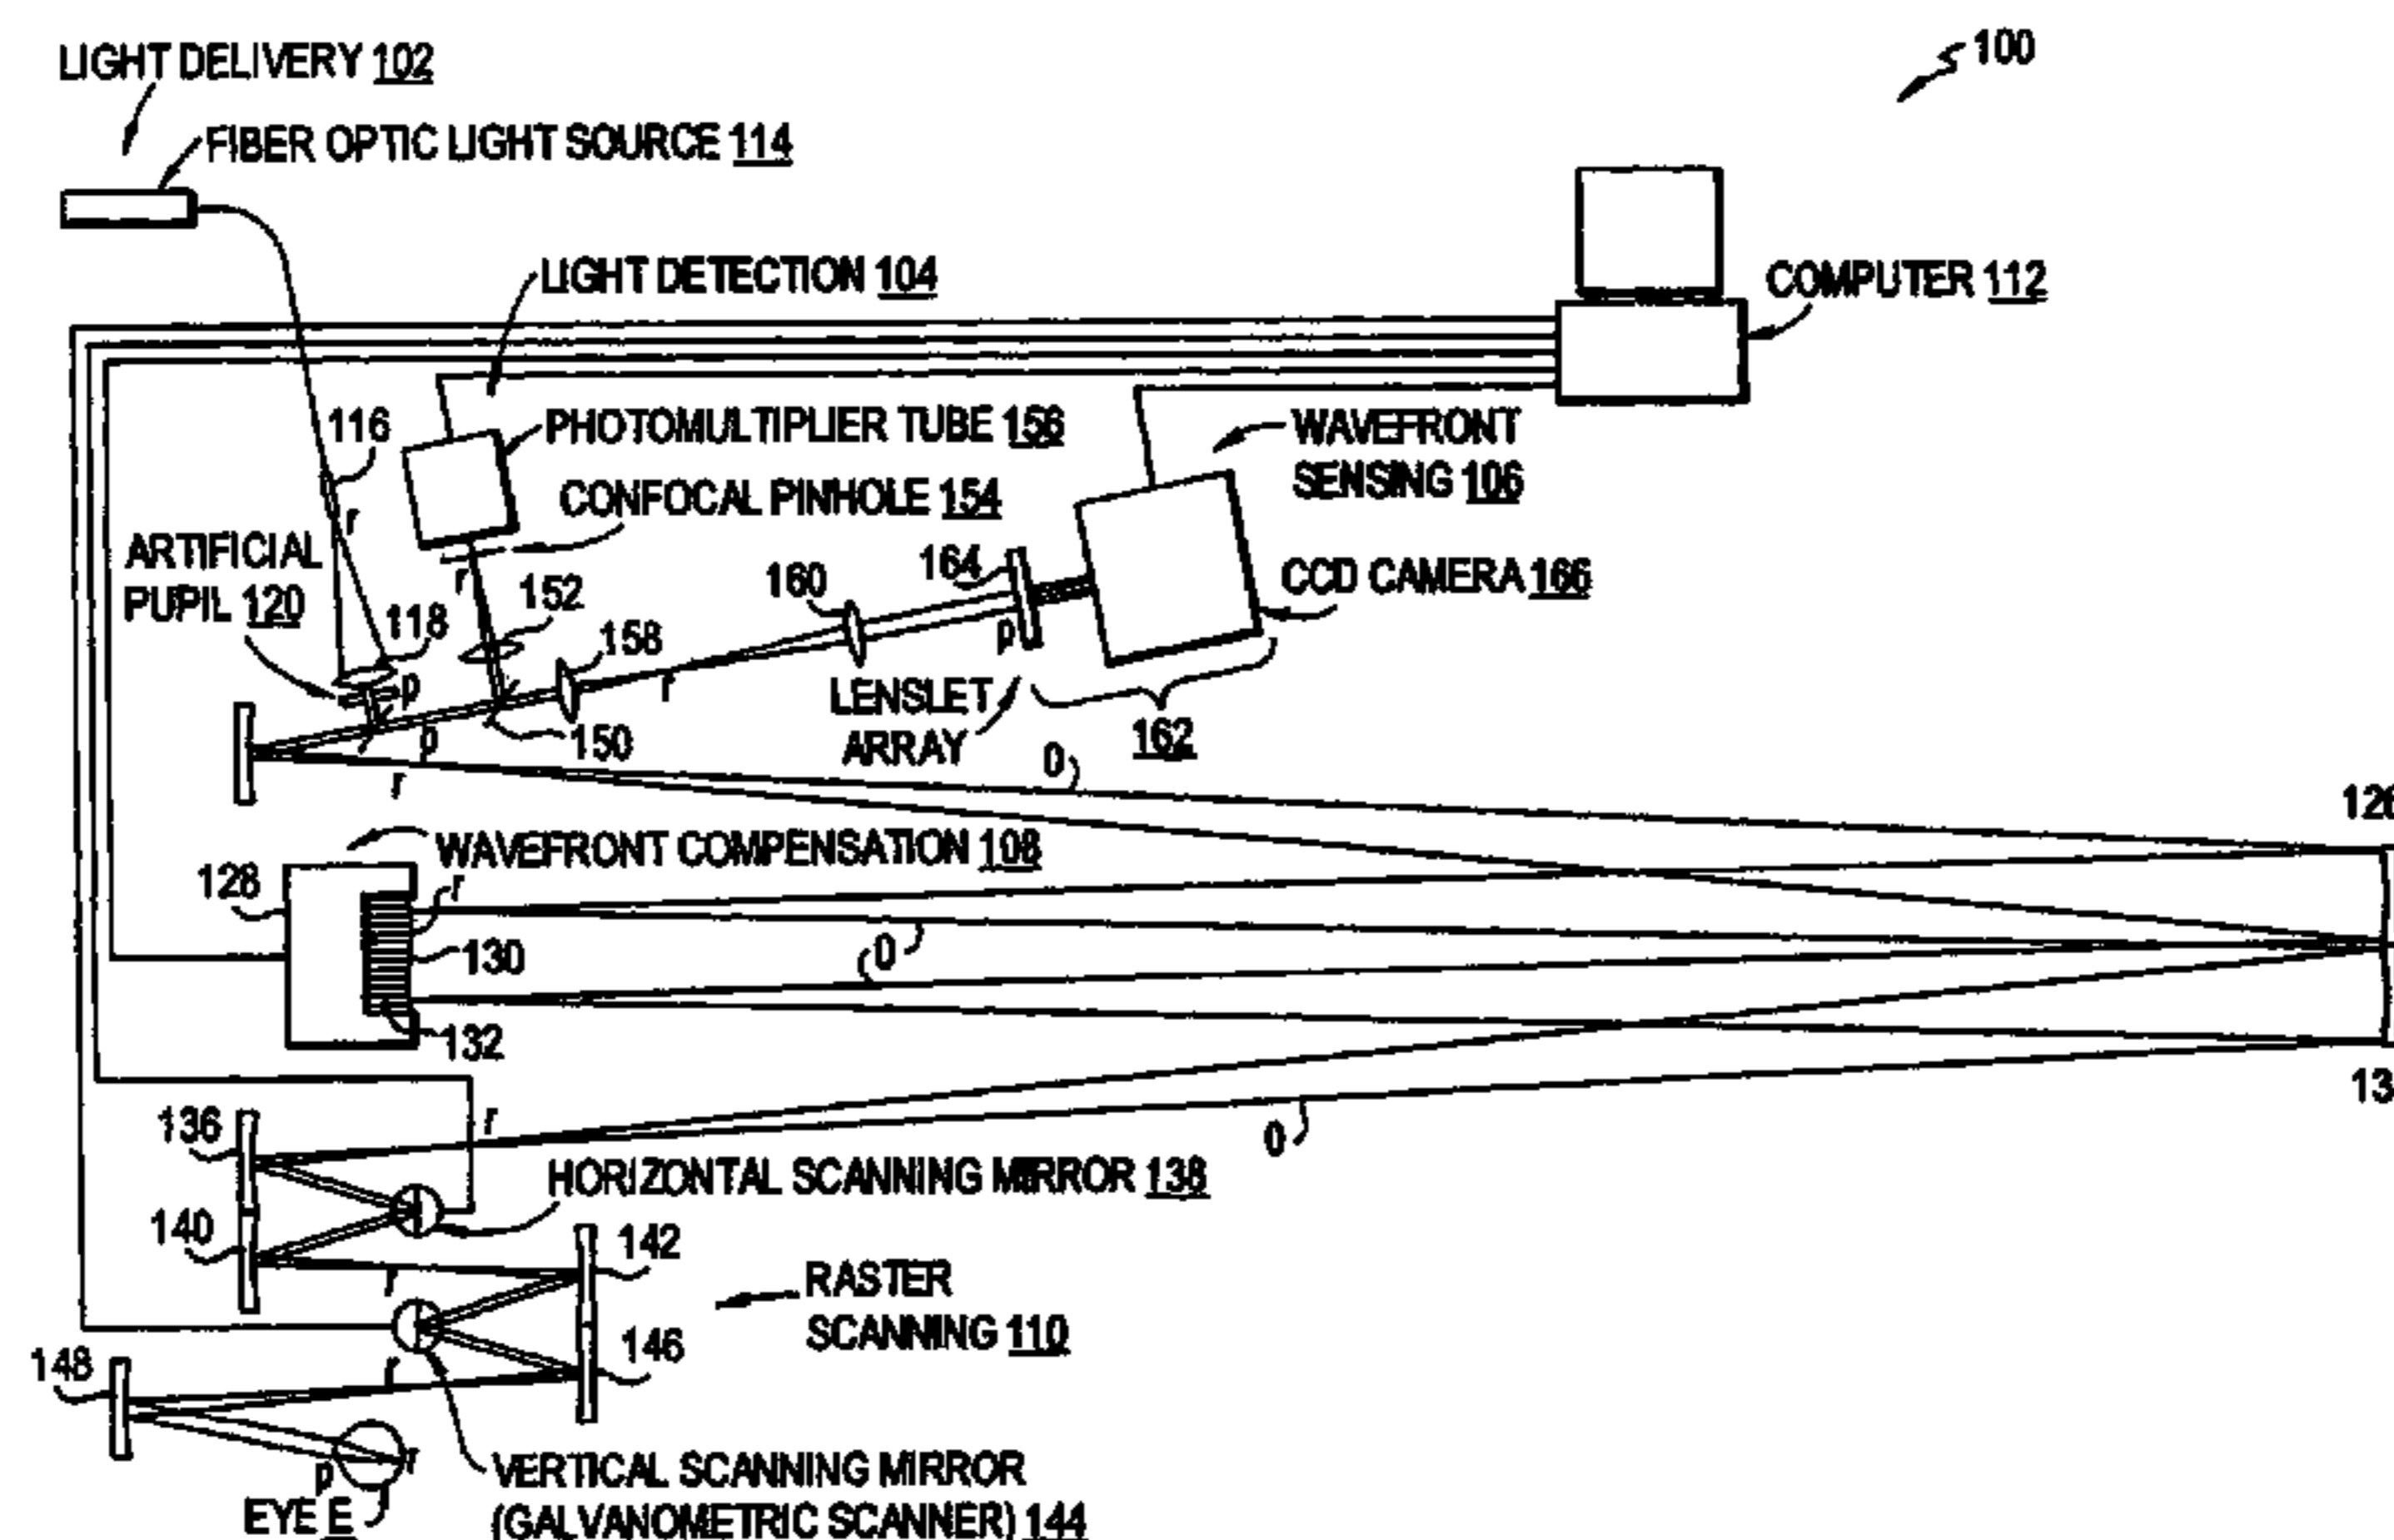 LIGHT DELIVERY 102
100
FIBER OPTIC LIGHT SOURCE 114
LIGHT DETECTION 104
COMPUTER 112
116
PHOTOMULTIPLIER TUBE 156
WAVEFRONT
SENSING 106
CONFOCAL PINHOLE 154
r
ARTIFICIAL
PUPIL 120
r
152
160
164
CCD CAMERA 166
118
158
p
p
r
LENSLET
ARRAY
162
150
p
O
r
126
WAVEFRONT COMPENSATION 108
128
r
O
130
132
13
136
r
O
HORIZONTAL SCANNING MIRROR 138
140
142
r
RASTER
SCANNING 110
146
148
r
r
p
VERTICAL SCANNING MIRROR
(GALVANOMETRIC SCANNER) 144
EYE E